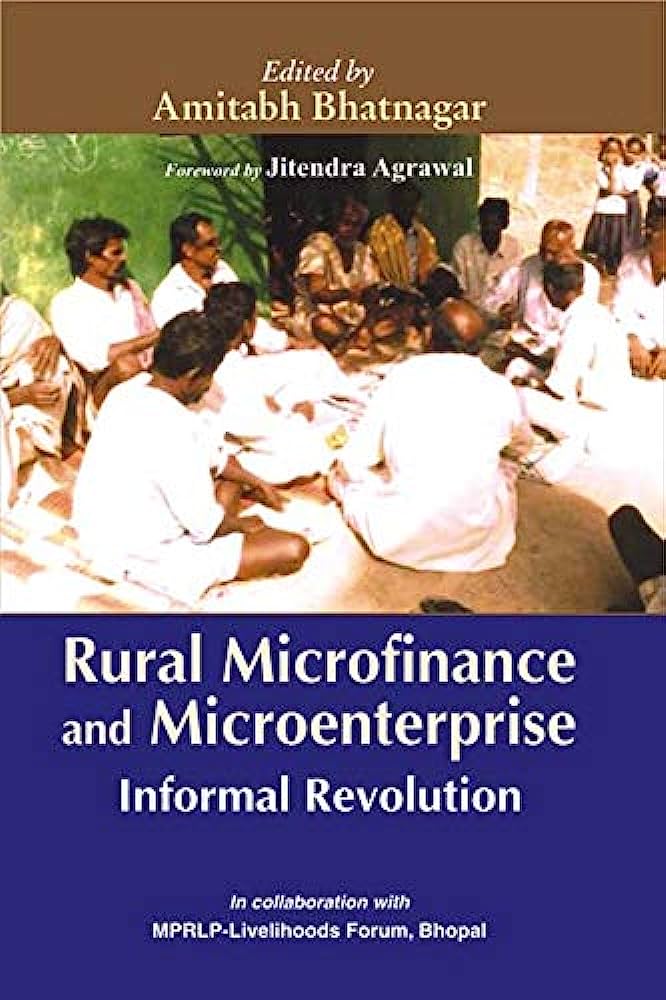 Edited by
Amitabh Bhatnagar
Foreword by Jitendra Agrawal
Rural Microfinance
and Microenterprise
Informal Revolution
In collaboration with
MPRLP-Livelihoods Forum, Bhopal